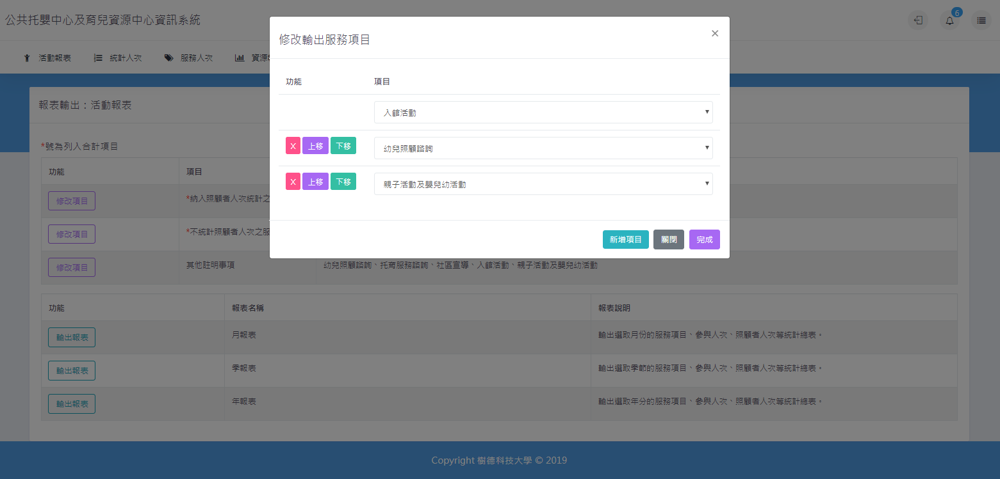 公共托嬰中心及育兒資源中心資訊系統
6
活動報表
統計人次
服務人次
資源
修改輸出服務項目
×
功能 項目
入館活動
X 上移 下移 幼兒照顧諮詢
X 上移 下移 親子活動及嬰兒幼活動
新增項目 關閉 完成
報表輸出：活動報表
*號為列入合計項目
功能 項目
修改項目 *納入照顧者人次統計之
修改項目 *不統計照顧者人次之服
修改項目 其他註明事項 幼兒照顧諮詢、托育服務諮詢、社區宣導、入館活動、親子活動及嬰兒幼活動
功能 報表名稱 報表說明
輸出報表 月報表 輸出選取月份的服務項目、參與人次、照顧者人次等統計總表。
輸出報表 季報表 輸出選取季節的服務項目、參與人次、照顧者人次等統計總表。
輸出報表 年報表 輸出選取年分的服務項目、參與人次、照顧者人次等統計總表。
Copyright 樹德科技大學 © 2019